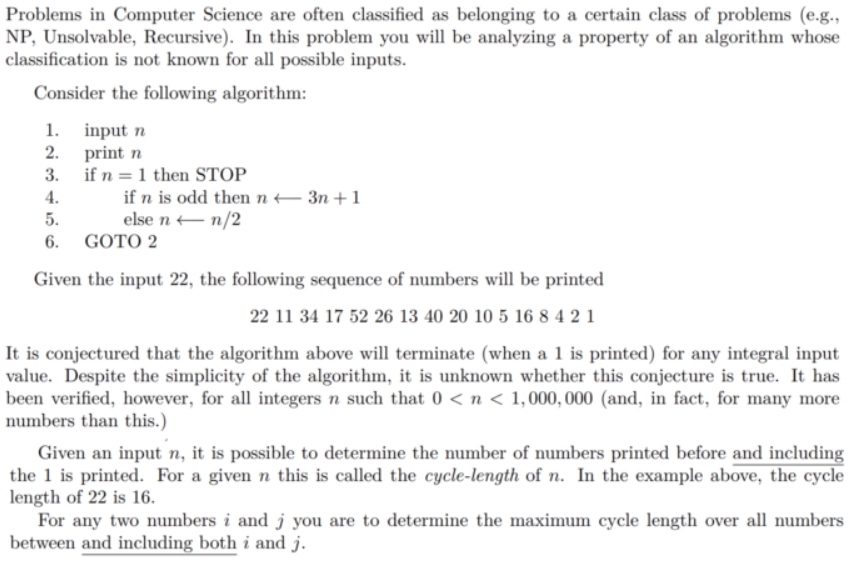 Problems in Computer Science are often classified as belonging to a certain class of problems (e.g.,
NP, Unsolvable, Recursive). In this problem you will be analyzing a property of an algorithm whose
classification is not known for all possible inputs.
Consider the following algorithm:
1. input n
2. print n
3. if n = 1 then STOP
4. if n is odd then n ⟵ 3n + 1
5. else n ⟵ n/2
6. GOTO 2
Given the input 22, the following sequence of numbers will be printed
22 11 34 17 52 26 13 40 20 10 5 16 8 4 2 1
It is conjectured that the algorithm above will terminate (when a 1 is printed) for any integral input
value. Despite the simplicity of the algorithm, it is unknown whether this conjecture is true. It has
been verified, however, for all integers n such that 0 < n < 1,000,000 (and, in fact, for many more
numbers than this.)
Given an input n, it is possible to determine the number of numbers printed before and including
the 1 is printed. For a given n this is called the cycle-length of n. In the example above, the cycle
length of 22 is 16.
For any two numbers i and j you are to determine the maximum cycle length over all numbers
between and including both i and j.